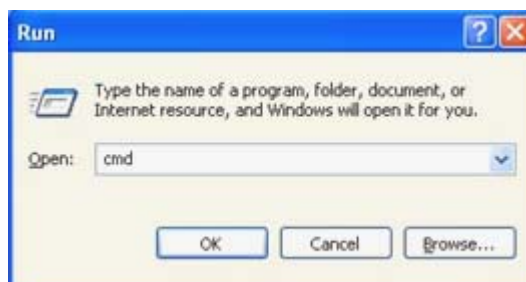 Run
Type the name of a program, folder, document, or
Internet resource, and Windows will open it for you.
Open: cmd
OK Cancel Browse...